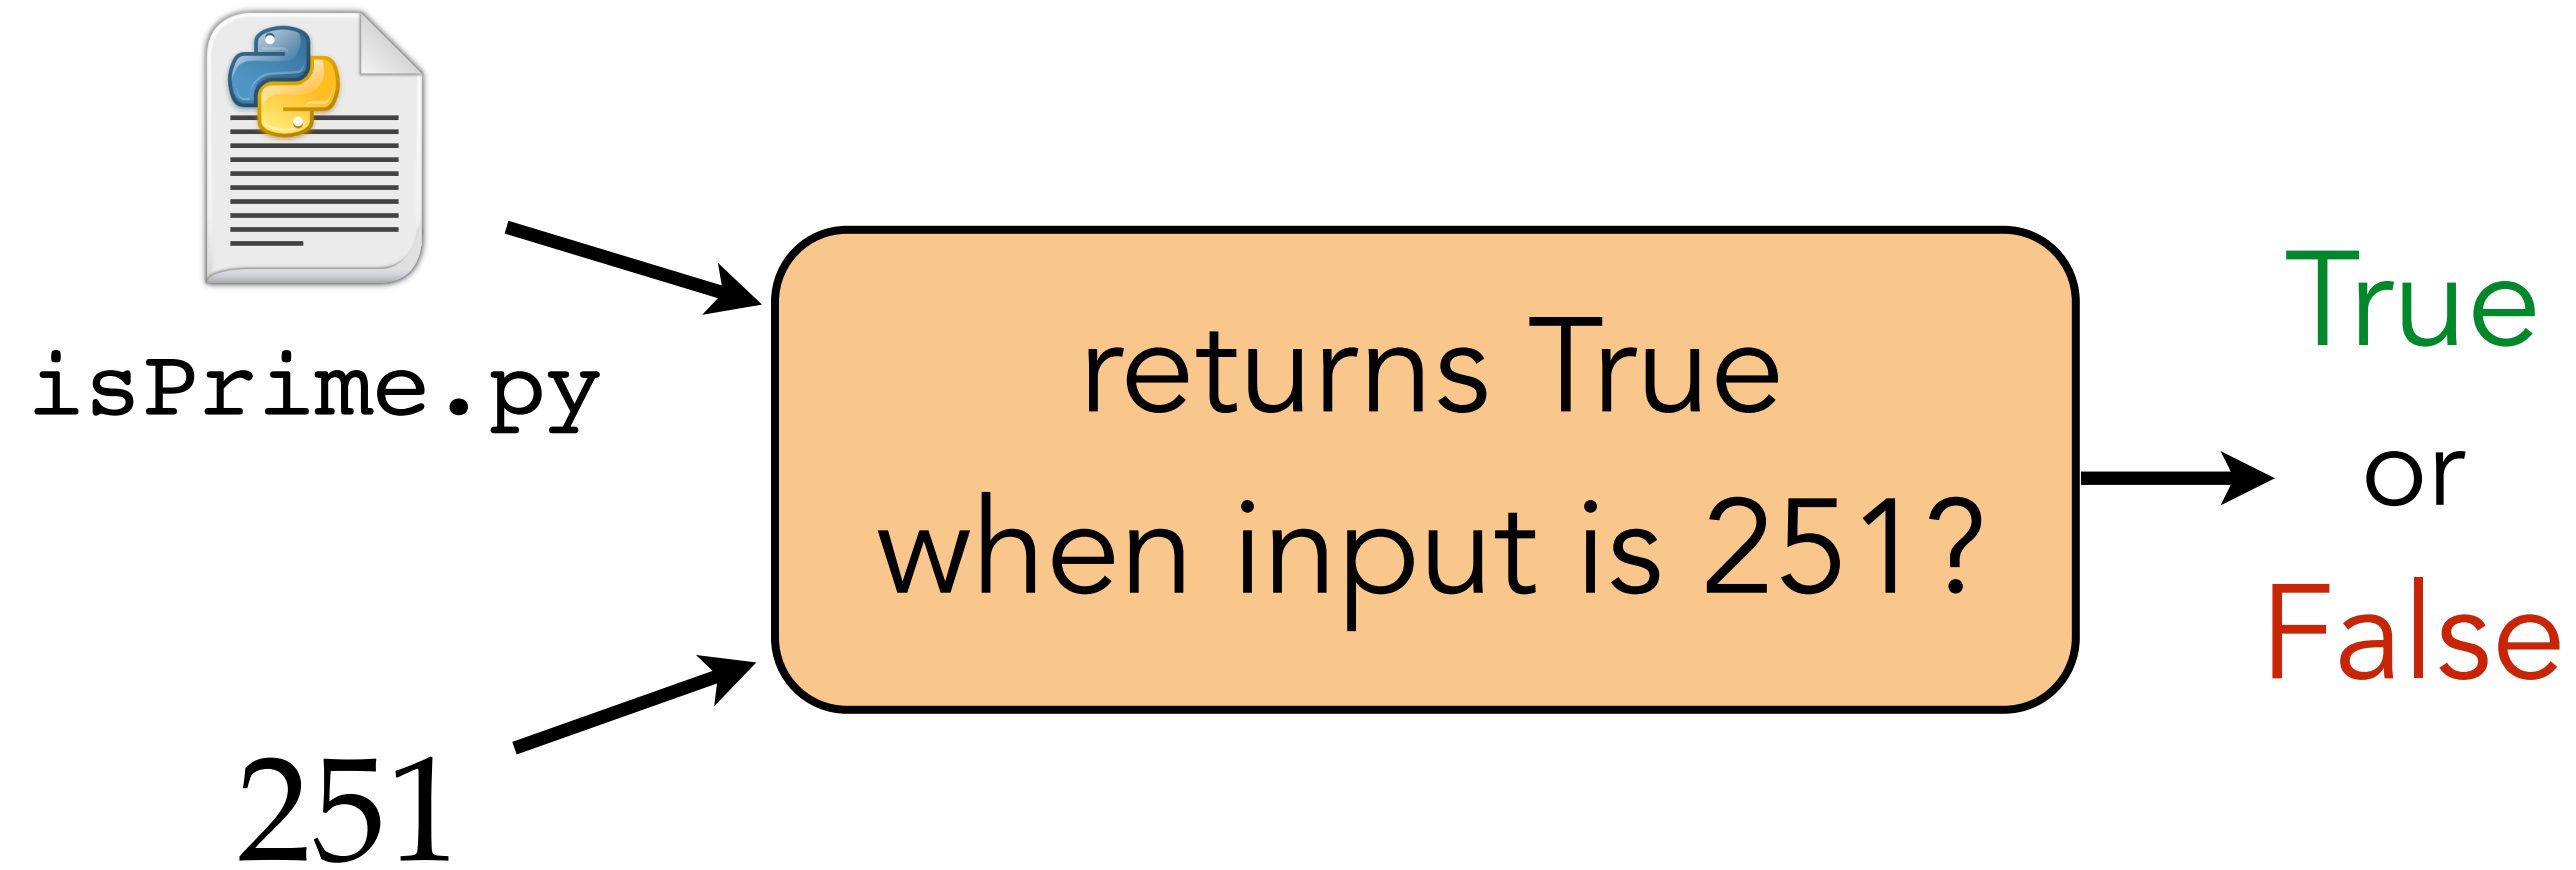 isPrime.py
251
returns True
when input is 251?
True
or
False